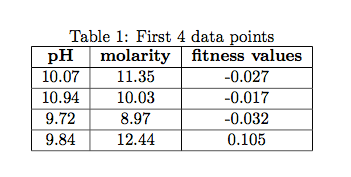 Table 1: First 4 data points
pH molarity fitness values
10.07 11.35 -0.027
10.94 10.03 -0.017
9.72 8.97 -0.032
9.84 12.44 0.105